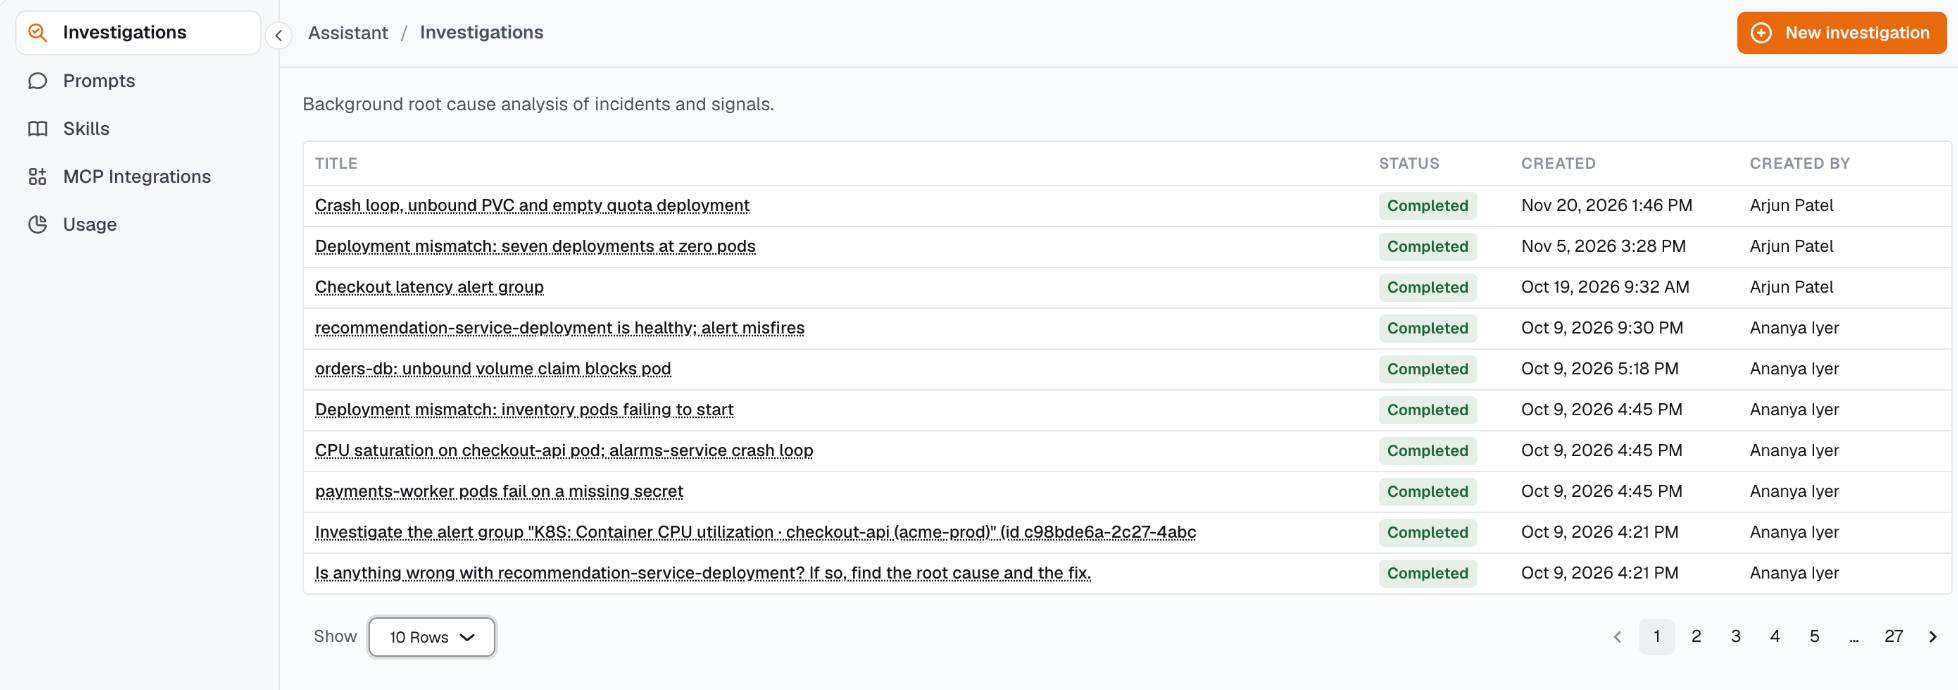 Investigations
Prompts
Skills
MCP Integrations
Usage
Assistant / Investigations
New investigation
Background root cause analysis of incidents and signals.
TITLE STATUS CREATED CREATED BY
Crash loop, unbound PVC and empty quota deployment Completed Nov 20, 2026 1:46 PM Arjun Patel
Deployment mismatch: seven deployments at zero pods Completed Nov 5, 2026 3:28 PM Arjun Patel
Checkout latency alert group Completed Oct 19, 2026 9:32 AM Arjun Patel
recommendation-service-deployment is healthy; alert misfires Completed Oct 9, 2026 9:30 PM Ananya Iyer
orders-db: unbound volume claim blocks pod Completed Oct 9, 2026 5:18 PM Ananya Iyer
Deployment mismatch: inventory pods failing to start Completed Oct 9, 2026 4:45 PM Ananya Iyer
CPU saturation on checkout-api pod; alarms-service crash loop Completed Oct 9, 2026 4:45 PM Ananya Iyer
payments-worker pods fail on a missing secret Completed Oct 9, 2026 4:45 PM Ananya Iyer
Investigate the alert group "K8S: Container CPU utilization · checkout-api (acme-prod)" (id c98bde6a-2c27-4abc Completed Oct 9, 2026 4:21 PM Ananya Iyer
Is anything wrong with recommendation-service-deployment? If so, find the root cause and the fix. Completed Oct 9, 2026 4:21 PM Ananya Iyer
Show 10 Rows 1 2 3 4 5 ... 27